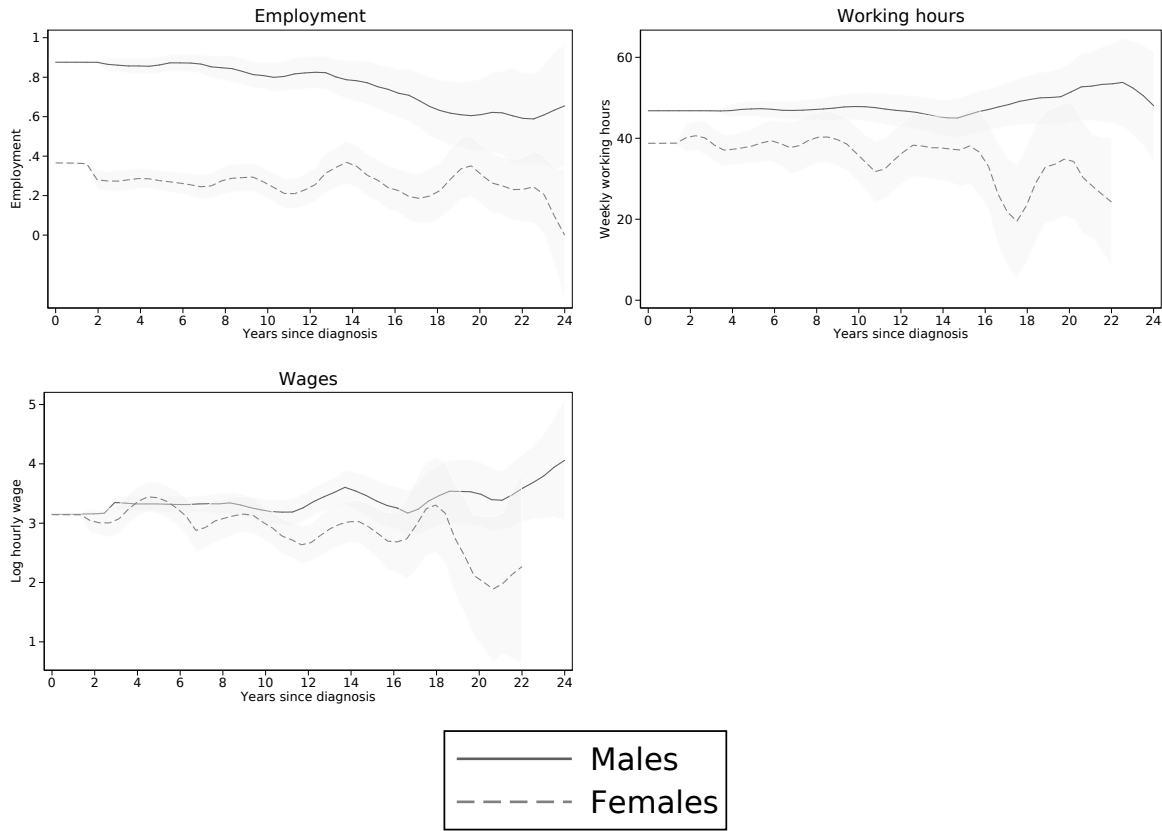 Employment
1
.8
.6
.4
.2
0
Employment
0 2 4 6 8 10 12 14 16 18 20 22 24
Years since diagnosis
Working hours
60
40
20
0
Weekly working hours
0 2 4 6 8 10 12 14 16 18 20 22 24
Years since diagnosis
Wages
5
4
3
2
1
Log hourly wage
0 2 4 6 8 10 12 14 16 18 20 22 24
Years since diagnosis
Males
Females